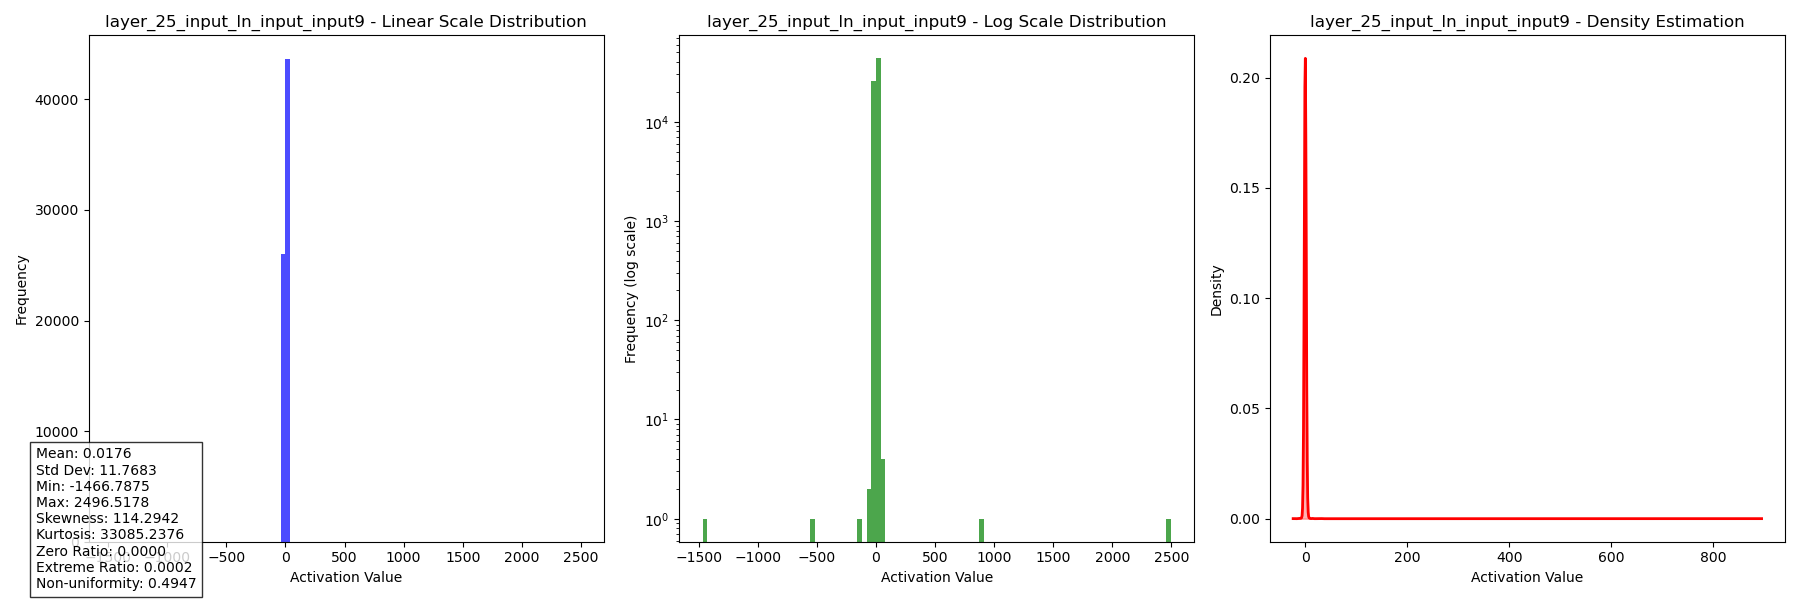 layer_25_input_ln_input_input9 - Linear Scale Distribution
Frequency
40000
30000
20000
10000
−500
0
500
1000
1500
2000
2500
Activation Value
Mean: 0.0176
Std Dev: 11.7683
Min: -1466.7875
Max: 2496.5178
Skewness: 114.2942
Kurtosis: 33085.2376
Zero Ratio: 0.0000
Extreme Ratio: 0.0002
Non-uniformity: 0.4947
layer_25_input_ln_input_input9 - Log Scale Distribution
Frequency (log scale)
10^4
10^3
10^2
10^1
10^0
−1500
−1000
−500
0
500
1000
1500
2000
2500
Activation Value
layer_25_input_ln_input_input9 - Density Estimation
Density
0.20
0.15
0.10
0.05
0.00
0
200
400
600
800
Activation Value